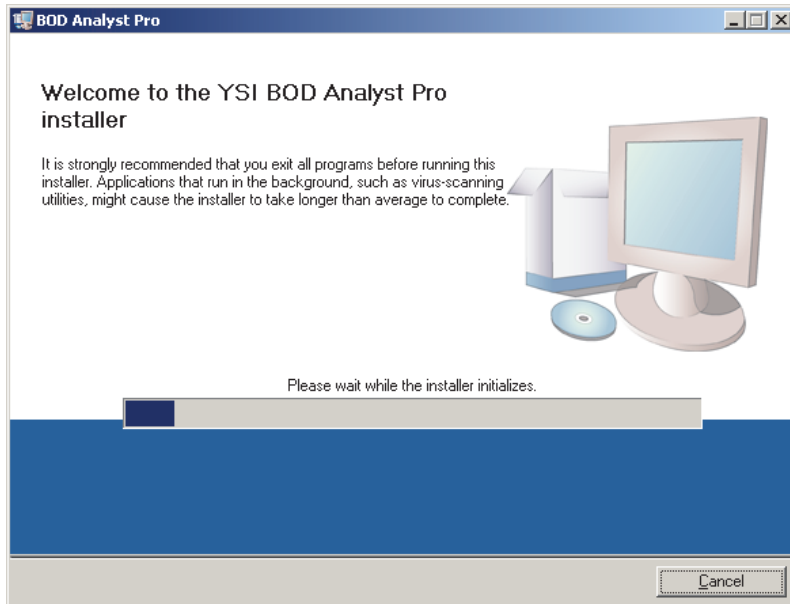 BOD Analyst Pro
Welcome to the YSI BOD Analyst Pro
installer
It is strongly recommended that you exit all programs before running this
installer. Applications that run in the background, such as virus-scanning
utilities, might cause the installer to take longer than average to complete.
Please wait while the installer initializes.
Cancel